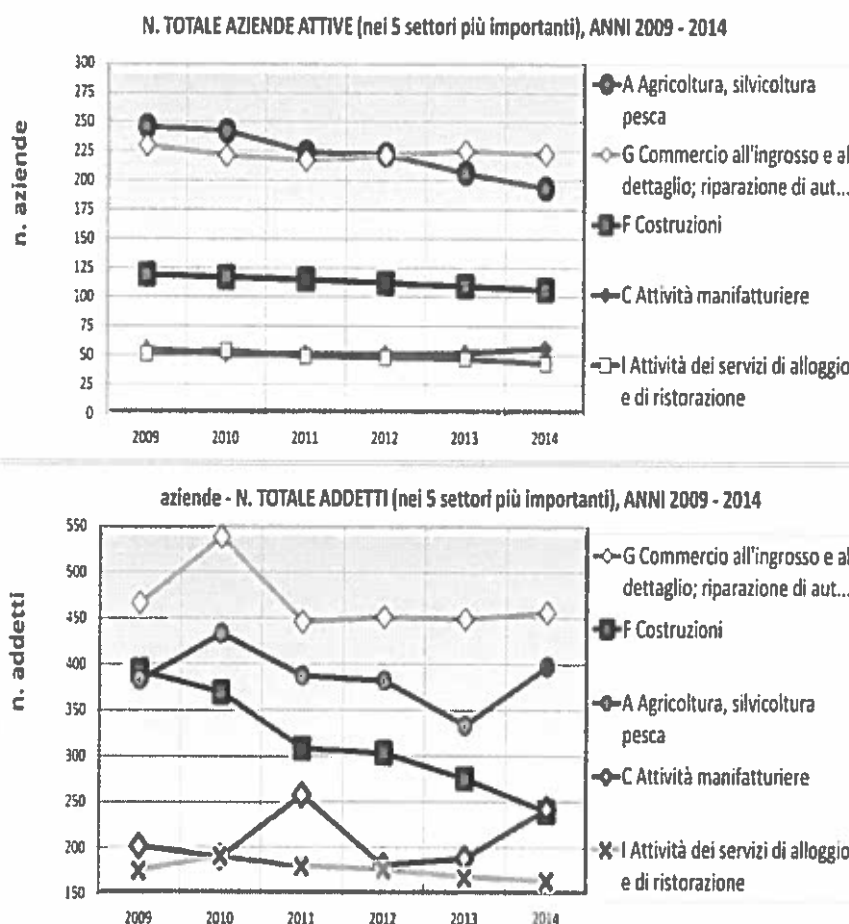 N. TOTALE AZIENDE ATTIVE (nei 5 settori più importanti), ANNI 2009 - 2014
n. aziende
300
275
250
225
200
175
150
125
100
75
50
25
0
2009 2010 2011 2012 2013 2014
A Agricoltura, silvicoltura
pesca
G Commercio all'ingrosso e al
dettaglio; riparazione di aut...
F Costruzioni
C Attività manifatturiere
I Attività dei servizi di alloggio
e di ristorazione
aziende - N. TOTALE ADDETTI (nei 5 settori più importanti), ANNI 2009 - 2014
n. addetti
550
500
450
400
350
300
250
200
150
2009 2010 2011 2012 2013 2014
G Commercio all'ingrosso e al
dettaglio; riparazione di aut...
F Costruzioni
A Agricoltura, silvicoltura
pesca
C Attività manifatturiere
I Attività dei servizi di alloggio
e di ristorazione